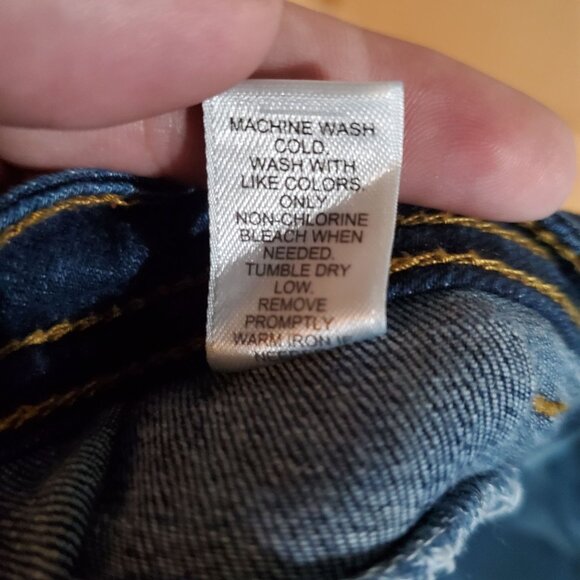 MACHINE WASH
COLD.
WASH WITH
LIKE COLORS.
ONLY
NON-CHLORINE
BLEACH WHEN
NEEDED.
TUMBLE DRY
LOW.
REMOVE
PROMPTLY
WARM IRON